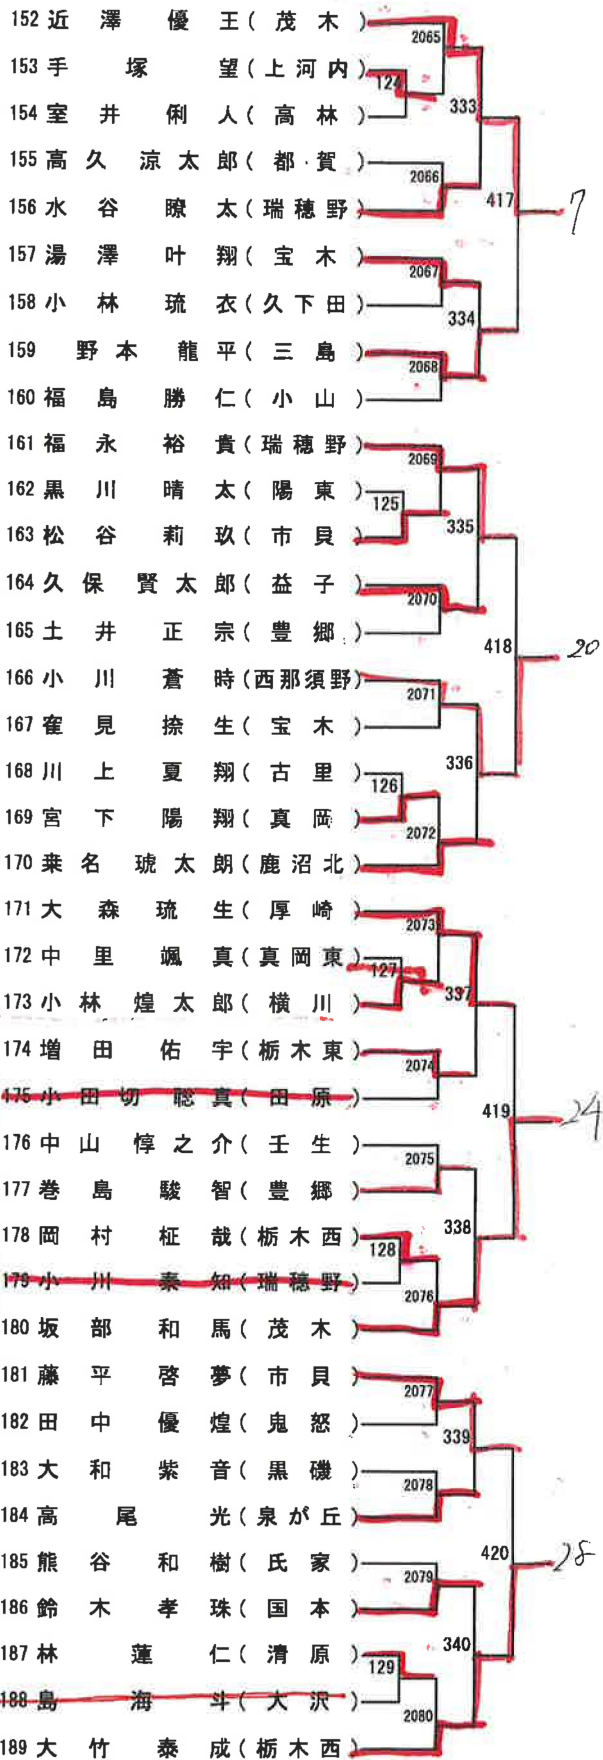 152 近澤優王(茂木)
2065
153 手塚望(上河内)
124
154 室井俐人(高林)
333
155 高久涼太郎(都賀)
2066
156 水谷瞭太(瑞穂野)
417 7
157 湯澤叶翔(宝木)
2067
158 小林琉衣(久下田)
334
159 野本龍平(三島)
2068
160 福島勝仁(小山)
161 福永裕貴(瑞穂野)
2069
162 黒川晴太(陽東)
125
163 松谷莉玖(市貝)
335
164 久保賢太郎(益子)
2070
165 土井正宗(豊郷)
418 20
166 小川蒼時(西那須野)
2071
167 隺見捺生(宝木)
336
168 川上夏翔(古里)
126
169 宮下陽翔(真岡)
2072
170 桒名琥太朗(鹿沼北)
171 大森琉生(厚崎)
2073
172 中里颯真(真岡東)
127
173 小林煌太郎(横川)
337
174 増田佑宇(栃木東)
2074
175 小田切聡真(田原)
419 24
176 中山惇之介(壬生)
2075
177 巻島駿智(豊郷)
338
178 岡村柾哉(栃木西)
128
179 小川泰知(瑞穂野)
2076
180 坂部和馬(茂木)
181 藤平啓夢(市貝)
2077
182 田中優煌(鬼怒)
339
183 大和紫音(黒磯)
2078
184 高尾光(泉が丘)
420 28
185 熊谷和樹(氏家)
2079
186 鈴木孝珠(国本)
340
187 林蓮仁(清原)
129
188 島海斗(大沢)
2080
189 大竹泰成(栃木西)